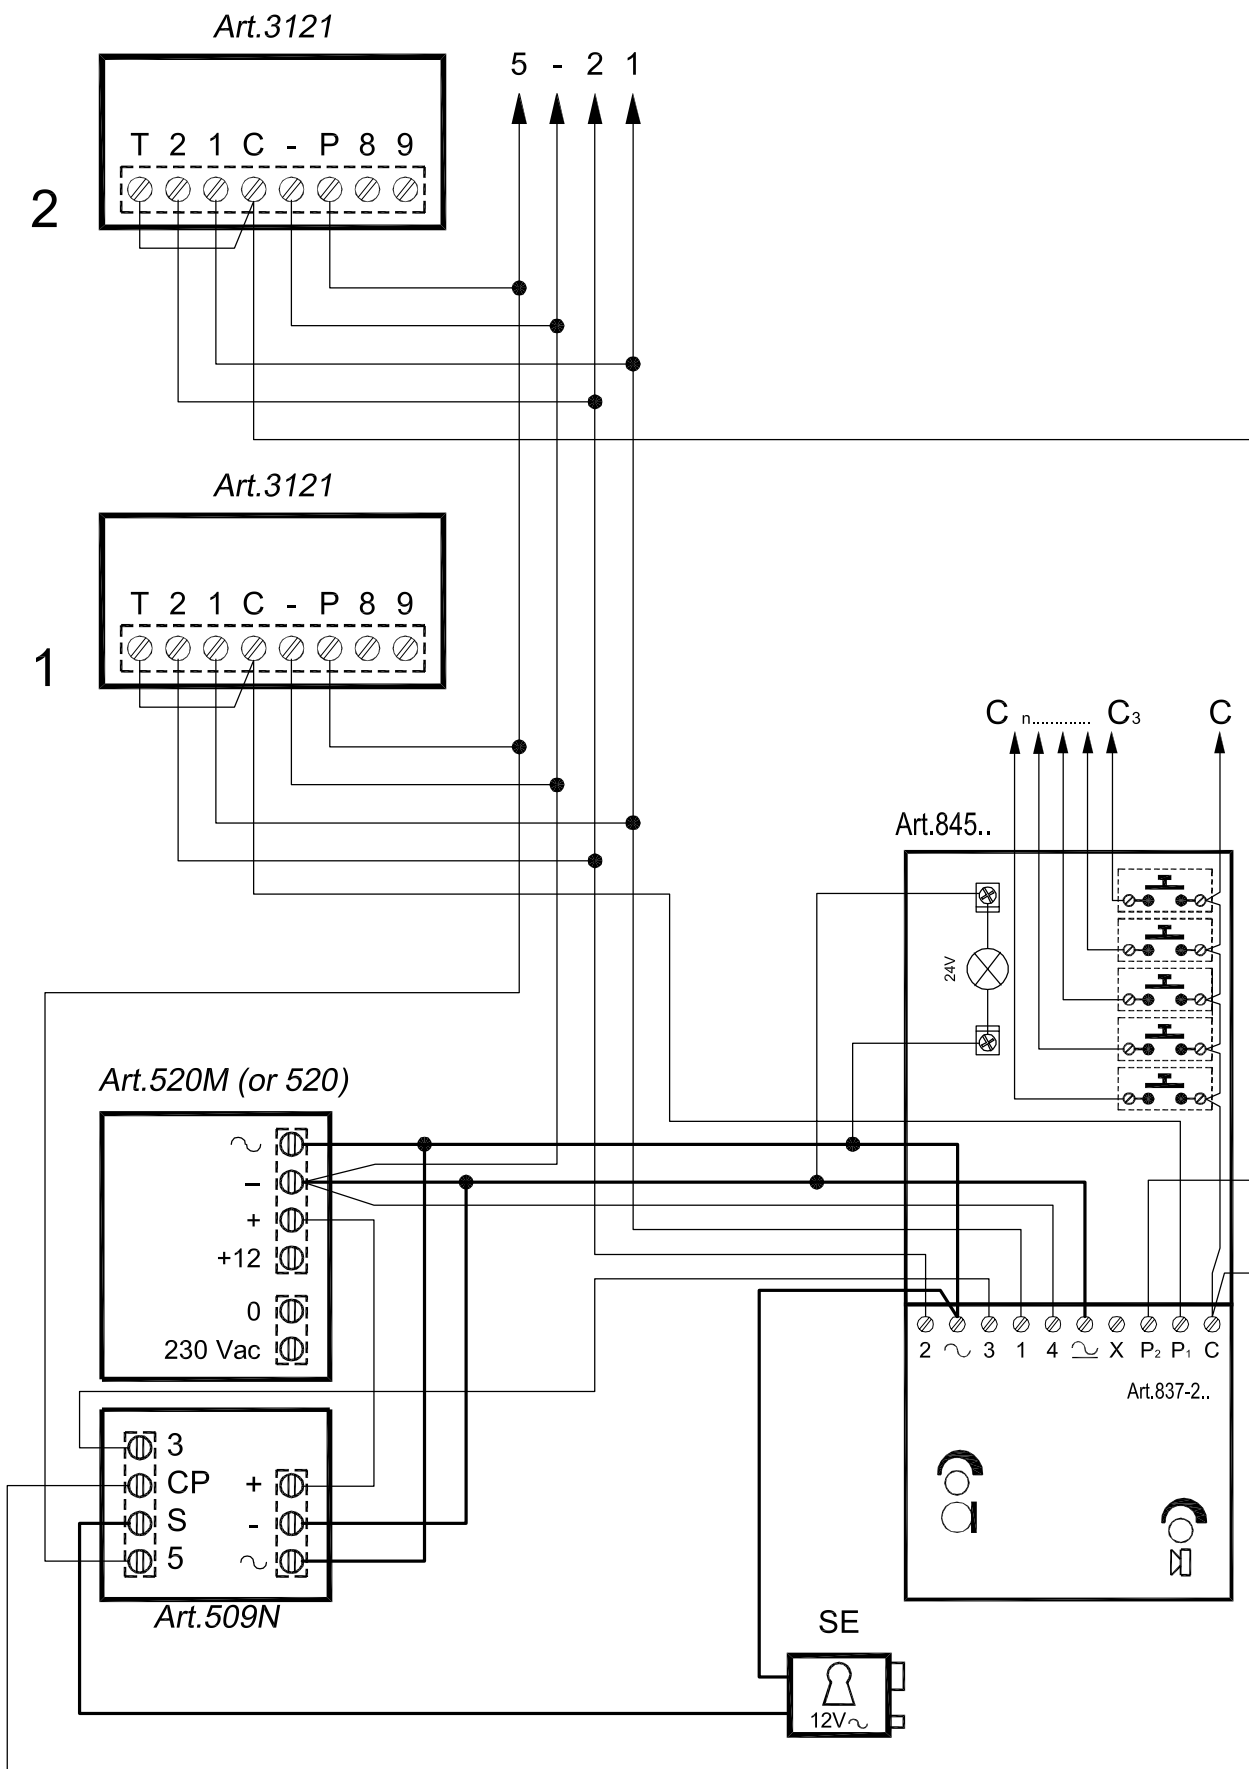 Art.3121
5 - 2 1
T 2 1 C - P 8 9
2
Art.3121
T 2 1 C - P 8 9
1
C n............. C3 C
Art.845..
24V
Art.520M (or 520)
∼
–
+
+12
0
230 Vac
2 ∼ 3 1 4 ∼ X P2 P1 C
Art.837-2..
3
CP +
S -
5 ∼
Art.509N
SE
12V∼